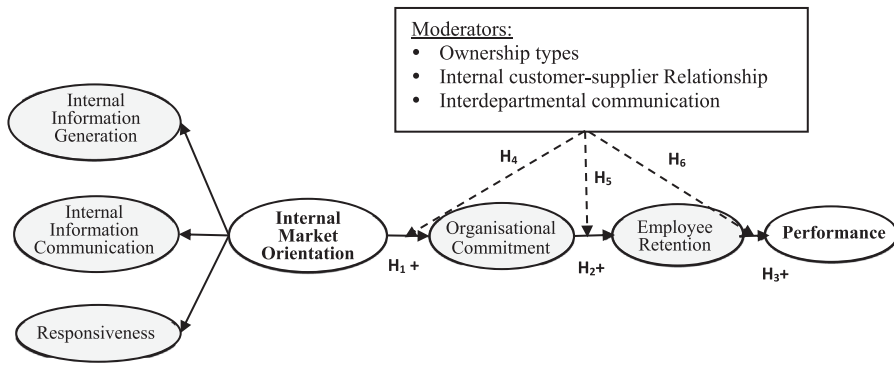 Moderators:
• Ownership types
• Internal customer-supplier Relationship
• Interdepartmental communication
Internal
Information
Generation
H₄
H₅
H₆
Internal
Information
Communication
Internal
Market
Orientation
Organisational
Commitment
Employee
Retention
Performance
H₁ +
H₂+
H₃+
Responsiveness